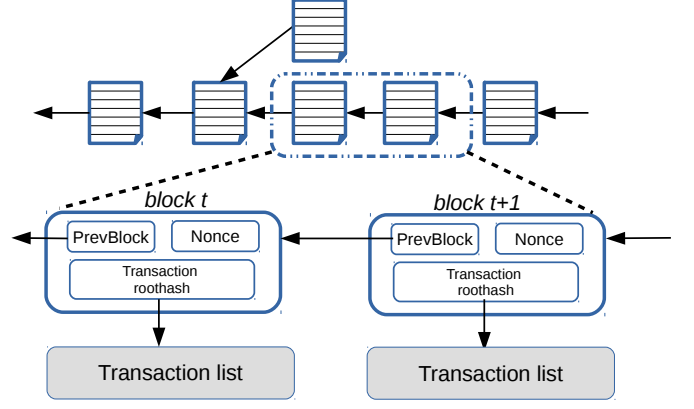 block t
block t+1
PrevBlock
Nonce
PrevBlock
Nonce
Transaction
roothash
Transaction
roothash
Transaction list
Transaction list